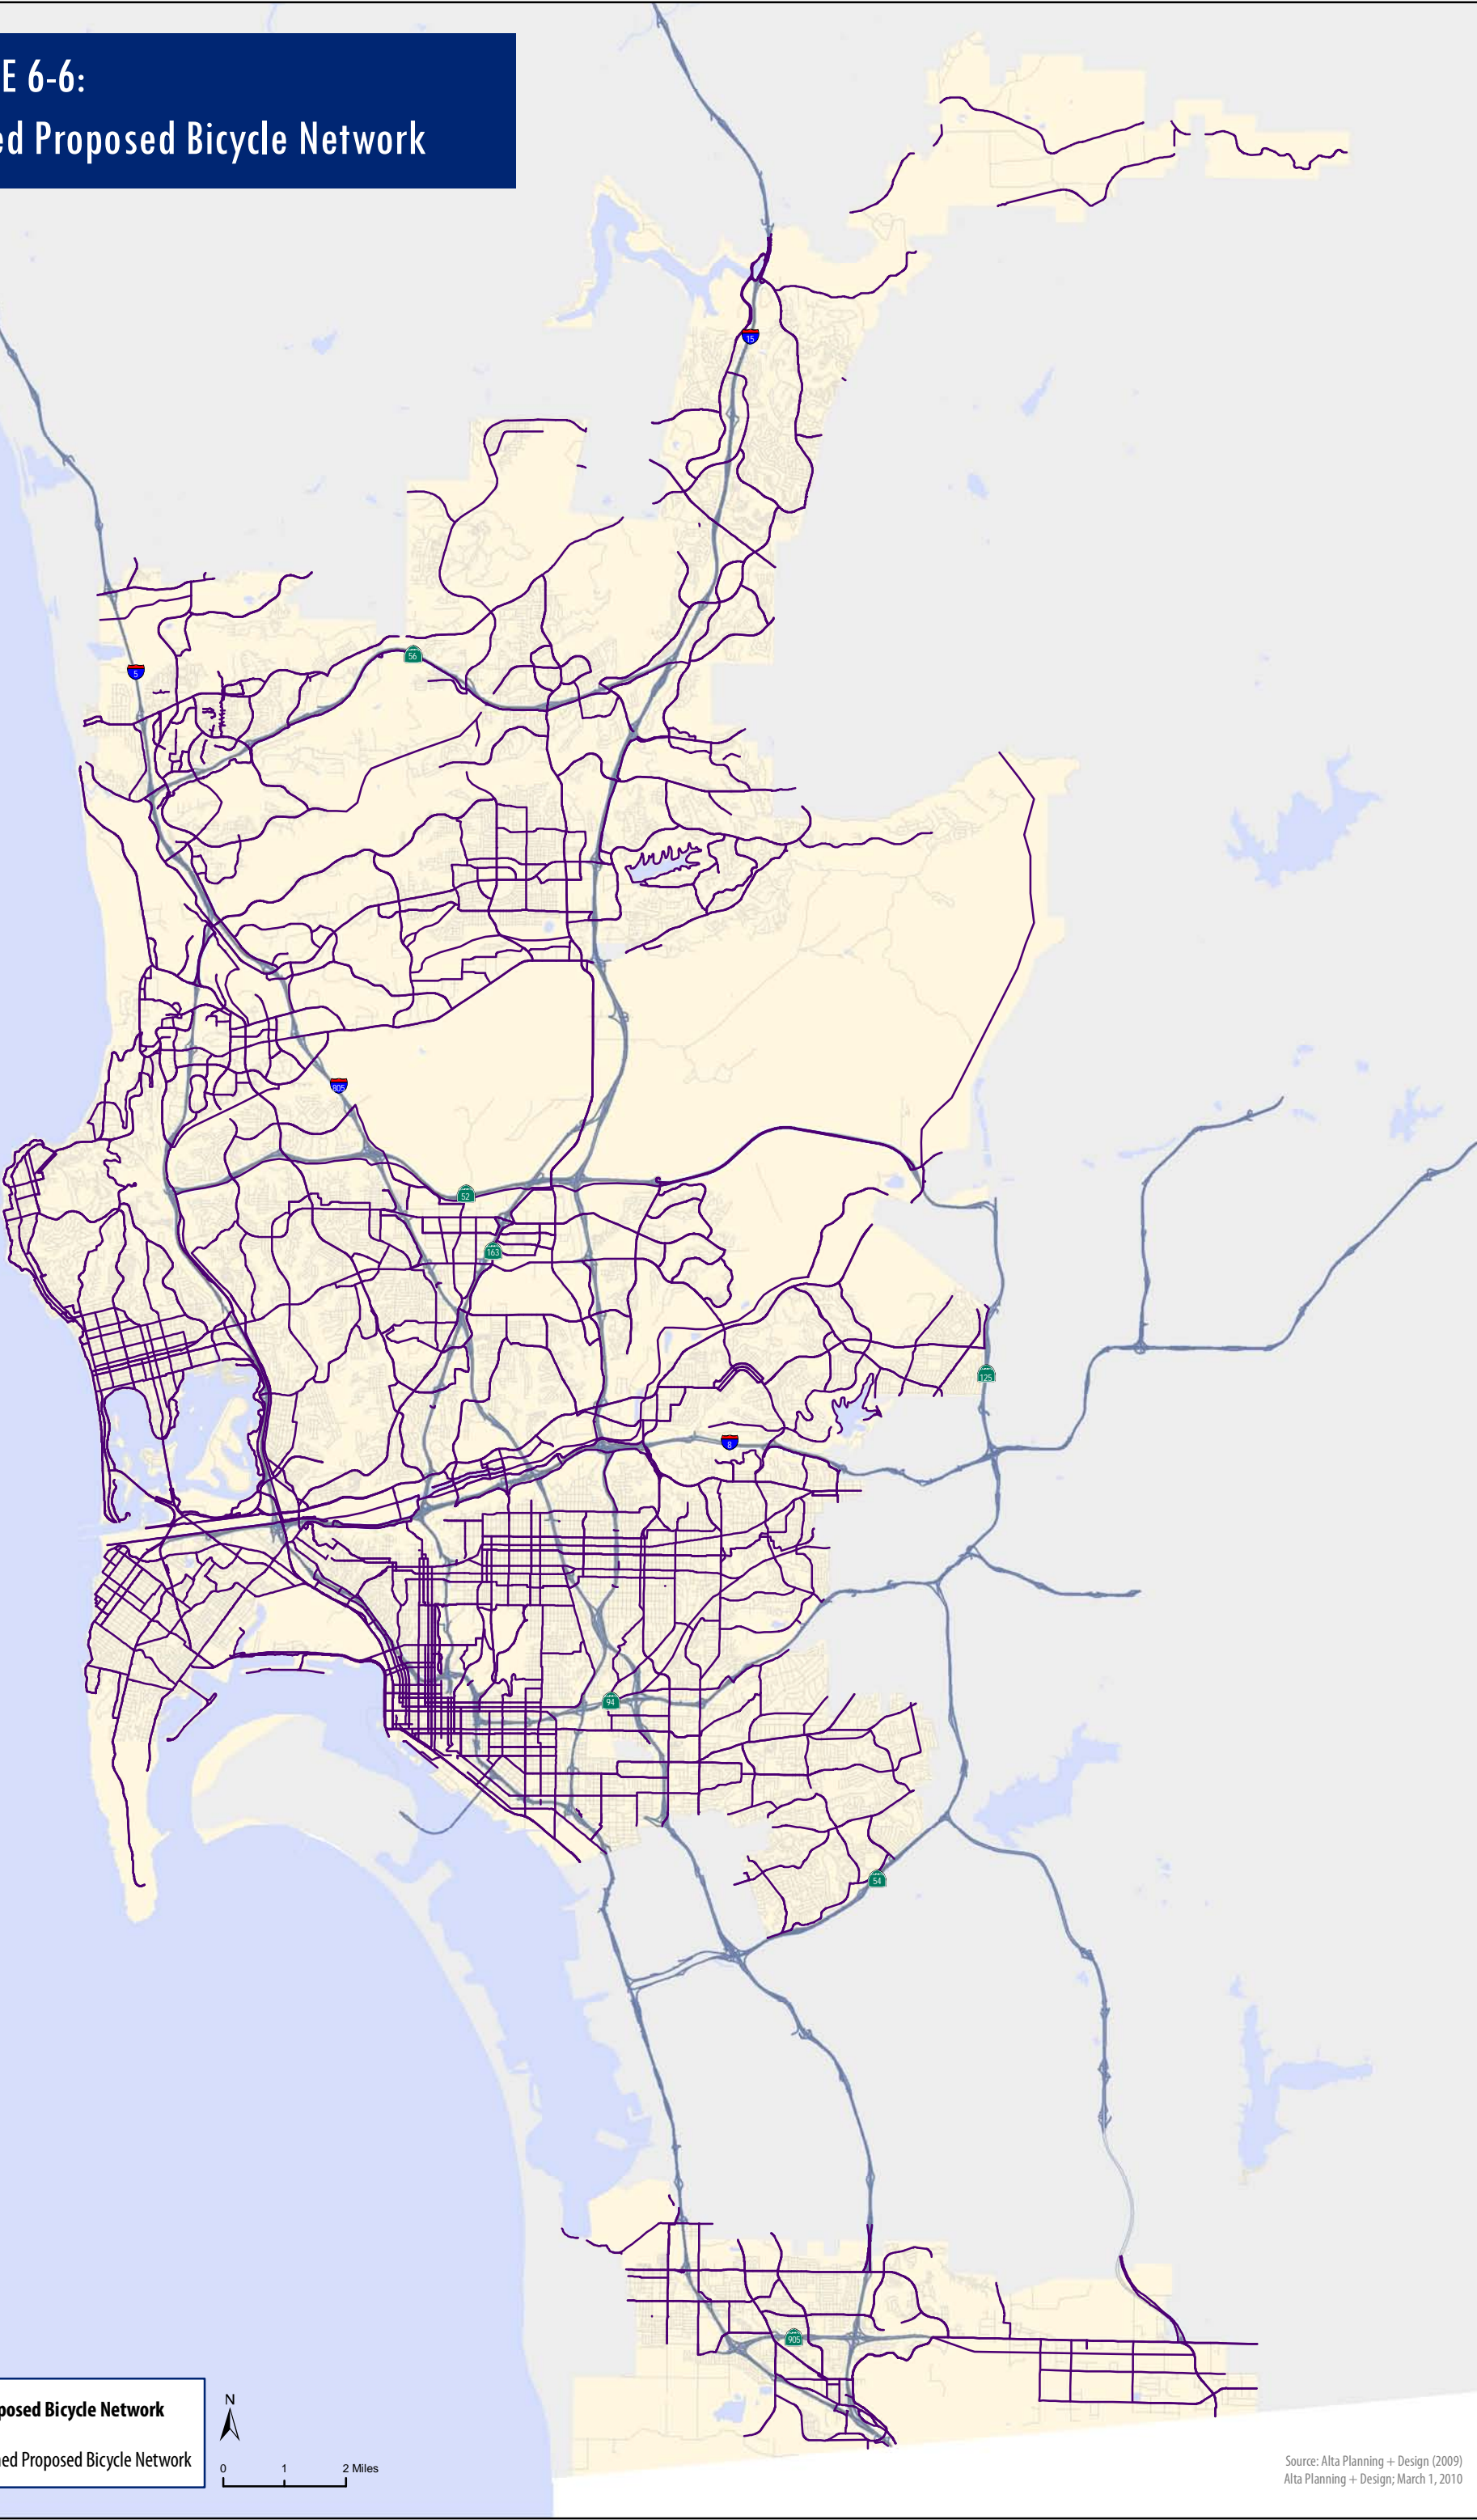 E 6-6:
ed Proposed Bicycle Network
15
56
5
805
52
163
125
8
94
54
905
posed Bicycle Network
ned Proposed Bicycle Network
N
0 1 2 Miles
Source: Alta Planning + Design (2009)
Alta Planning + Design; March 1, 2010